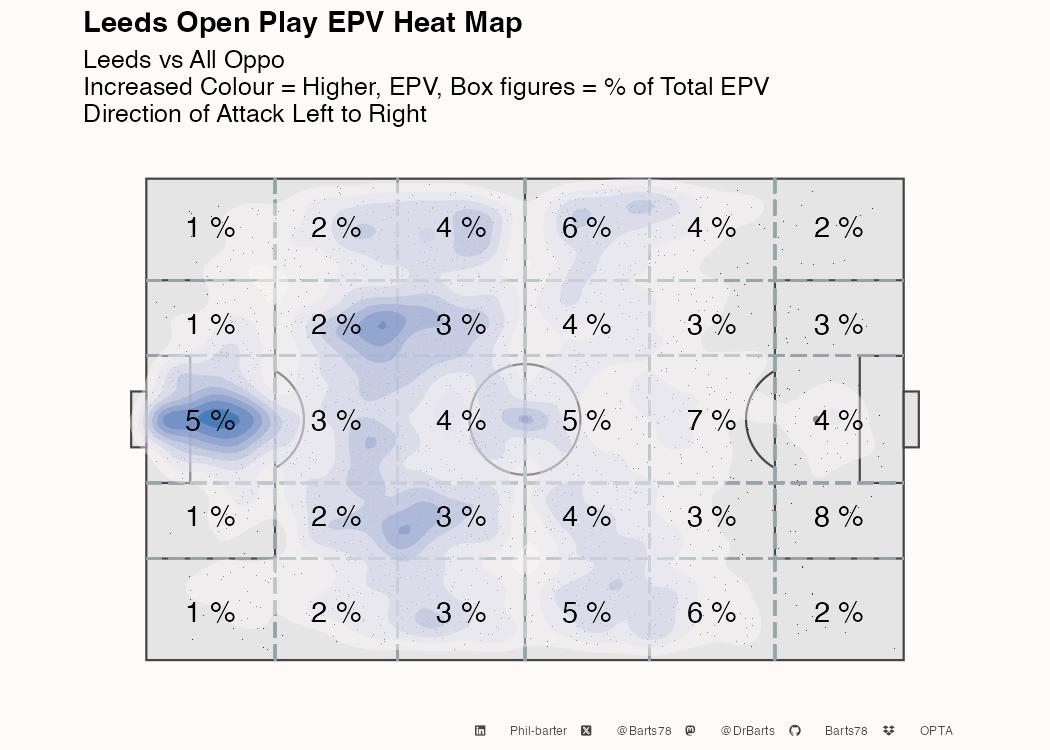 Leeds Open Play EPV Heat Map
Leeds vs All Oppo
Increased Colour = Higher, EPV, Box figures = % of Total EPV
Direction of Attack Left to Right
1 % 2 % 4 % 6 % 4 % 2 %
1 % 2 % 3 % 4 % 3 % 3 %
5 % 3 % 4 % 5 % 7 % 4 %
1 % 2 % 3 % 4 % 3 % 8 %
1 % 2 % 3 % 5 % 6 % 2 %
Phil-barter @Barts78 @DrBarts Barts78 OPTA